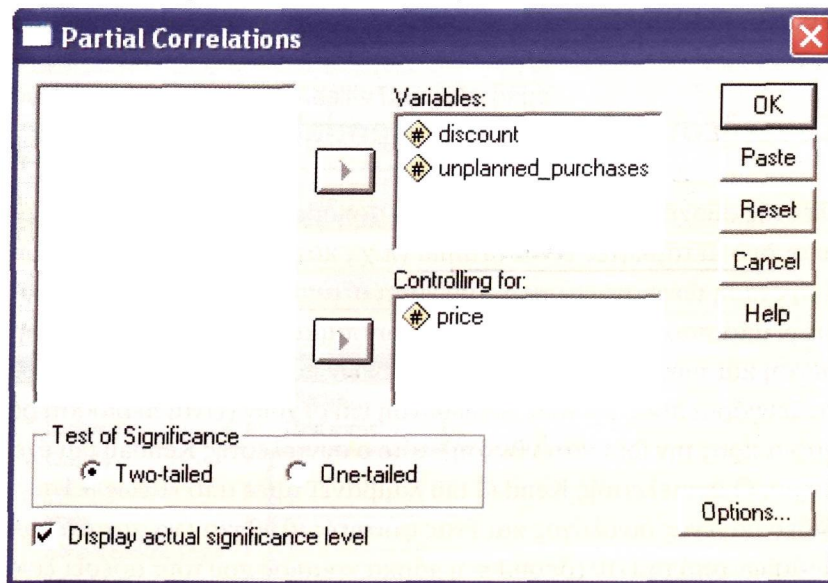 Partial Correlations
Variables:
discount
unplanned_purchases
Controlling for:
price
OK
Paste
Reset
Cancel
Help
Test of Significance
Two-tailed
One-tailed
Display actual significance level
Options...